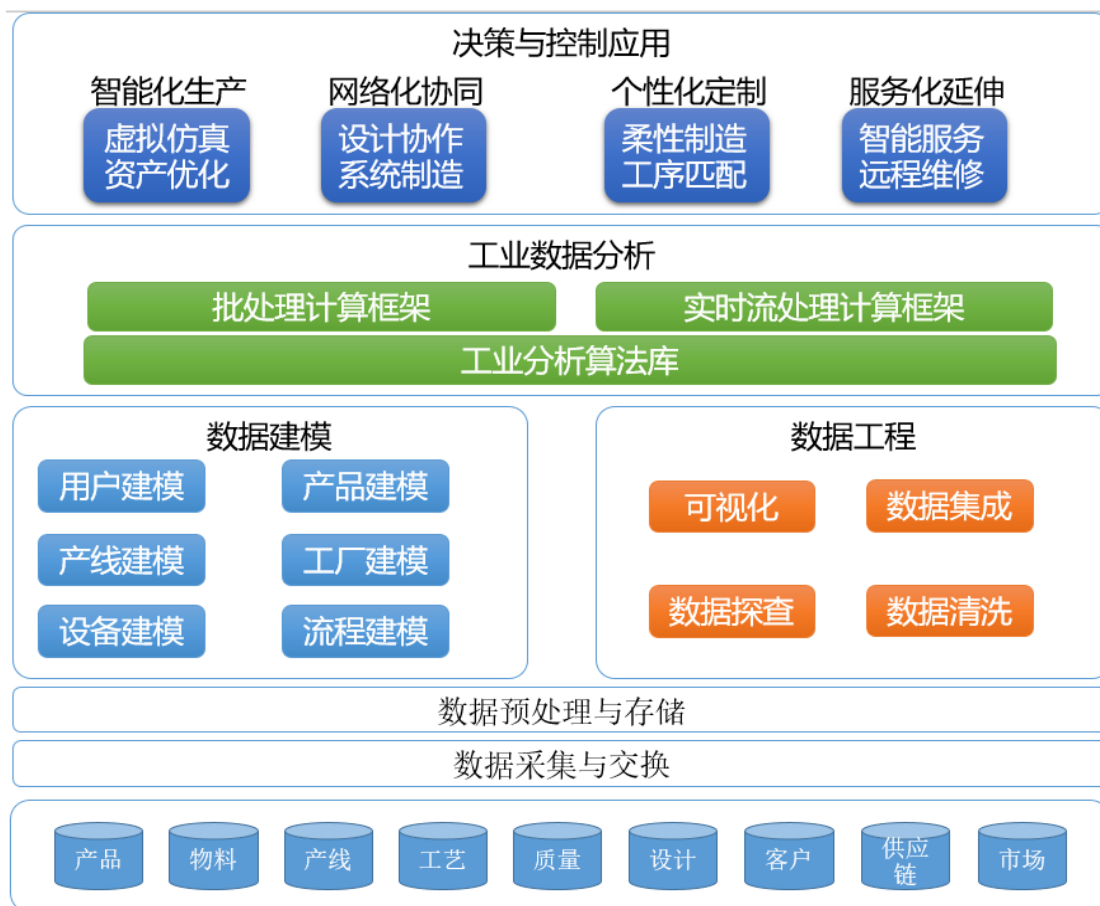 决策与控制应用
智能化生产
网络化协同
个性化定制
服务化延伸
虚拟仿真
资产优化
设计协作
系统制造
柔性制造
工序匹配
智能服务
远程维修
工业数据分析
批处理计算框架
实时流处理计算框架
工业分析算法库
数据建模
用户建模
产品建模
产线建模
工厂建模
设备建模
流程建模
数据工程
可视化
数据集成
数据探查
数据清洗
数据预处理与存储
数据采集与交换
产品
物料
产线
工艺
质量
设计
客户
供应
链
市场